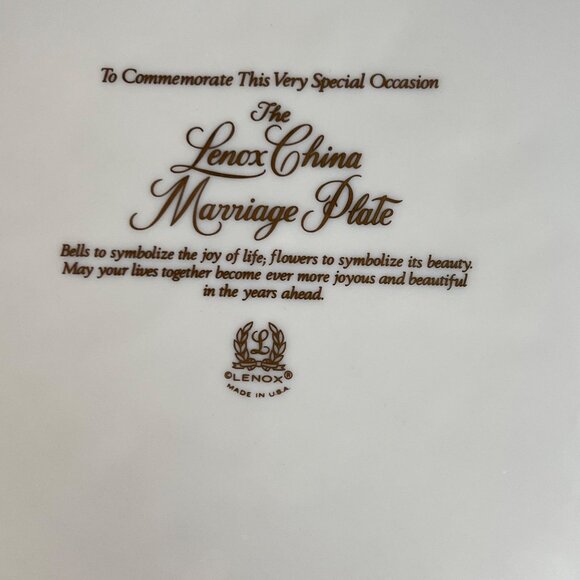 To Commemorate This Very Special Occasion
The
Lenox China
Marriage Plate
Bells to symbolize the joy of life; flowers to symbolize its beauty.
May your lives together become ever more joyous and beautiful
in the years ahead.
L
©LENOX®
MADE IN U.S.A.